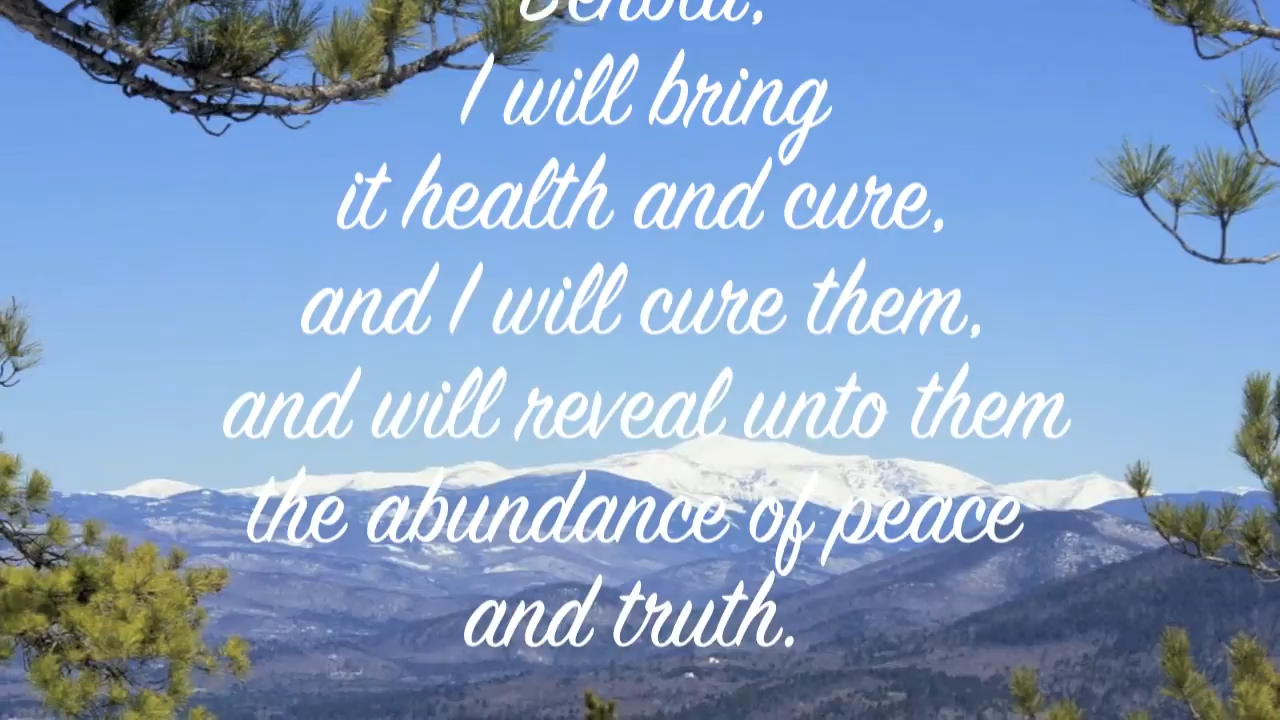 Behold,
I will bring
it health and cure,
and I will cure them,
and will reveal unto them
the abundance of peace
and truth.